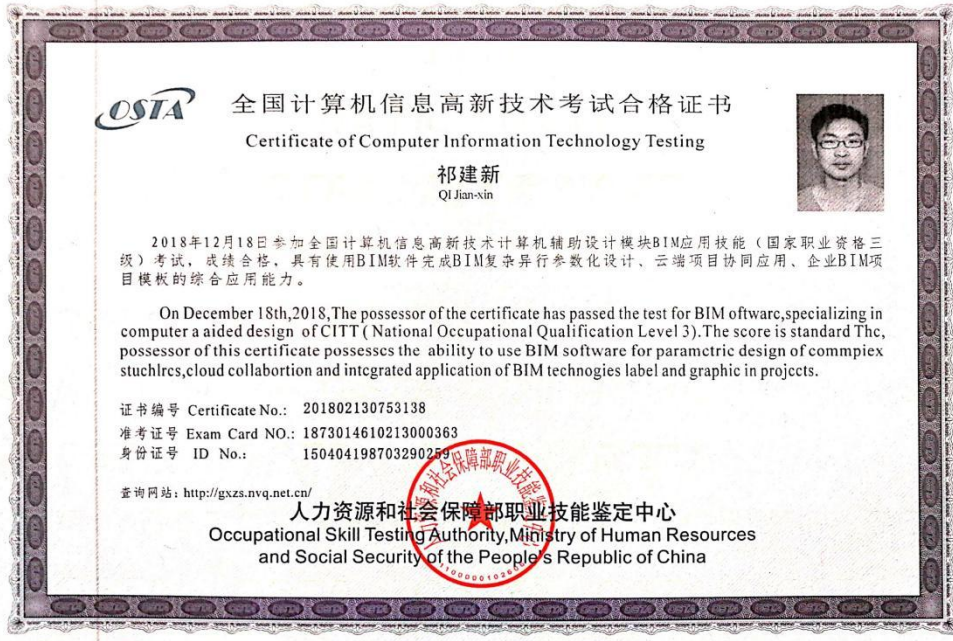 OSTA
全国计算机信息高新技术考试合格证书
Certificate of Computer Information Technology Testing
祁建新
QI Jian-xin
2018年12月18日参加全国计算机信息高新技术计算机辅助设计模块BIM应用技能（国家职业资格三
级）考试，成绩合格，具有使用BIM软件完成BIM复杂异行参数化设计、云端项目协同应用、企业BIM项
目模板的综合应用能力。
On December 18th,2018,The possessor of the certificate has passed the test for BIM oftwarc,specializing in
computer a aided design of CITT ( National Occupational Qualification Level 3).The score is standard Thc,
possessor of this certificate possesscs the ability to use BIM software for paramctric design of commpiex
stuchlrcs,cloud collabortion and intcgrated application of BIM technogies label and graphic in projccts.
证书编号 Certificate No.: 201802130753138
准考证号 Exam Card NO.: 1873014610213000363
身份证号 ID No.: 150404198703290259
查询网站：http://gxzs.nvq.net.cn/
人力资源和社会保障部职业技能鉴定中心
Occupational Skill Testing Authority,Ministry of Human Resources
and Social Security of the People's Republic of China